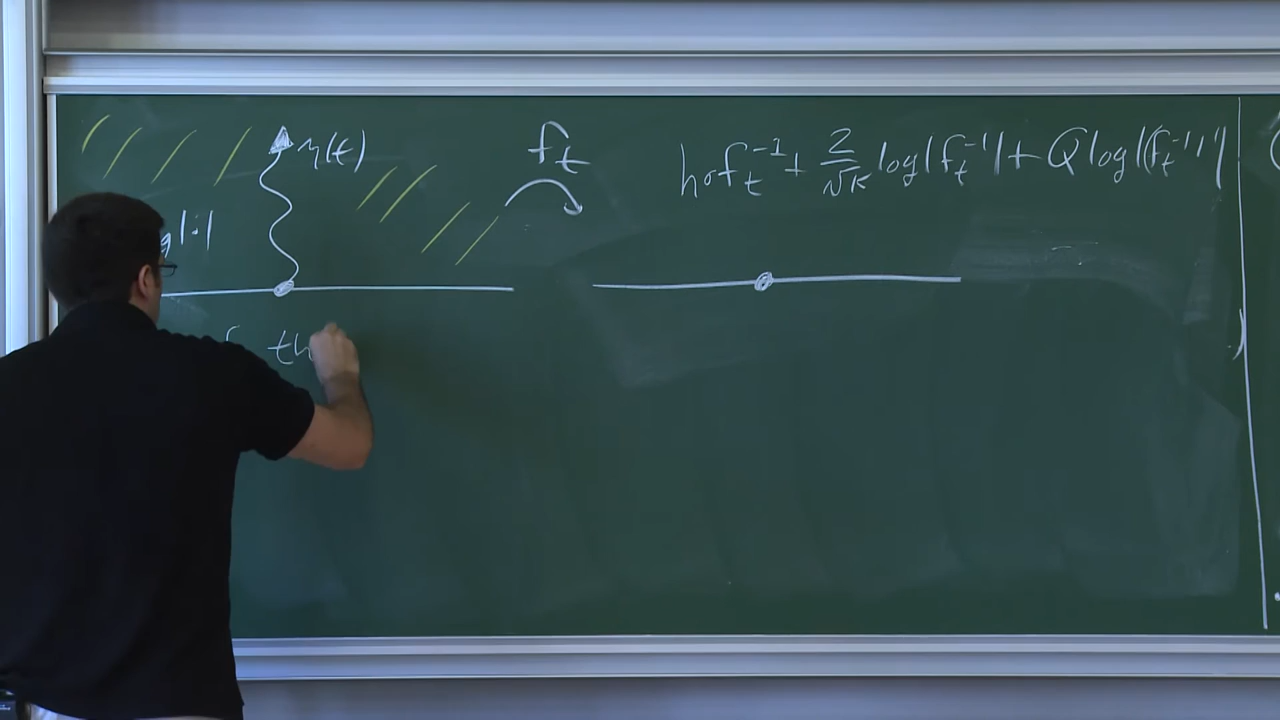 η(t)
f_t
h∘f_t^{-1} + 2/√κ log|f_t^{-1}| + Q log|(f_t^{-1})'|
g|·|
f th